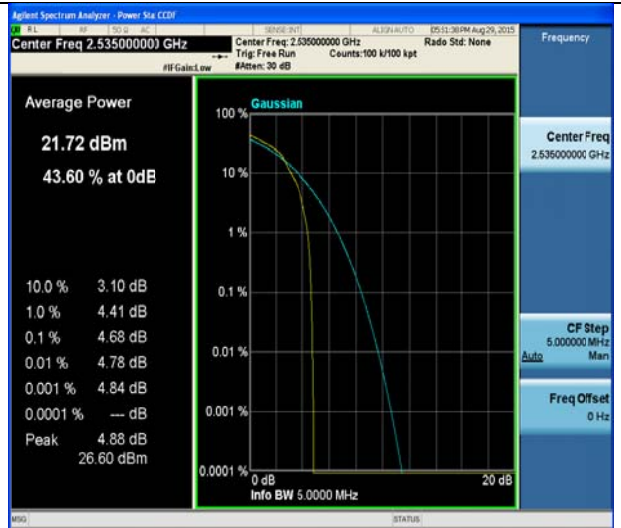 Agilent Spectrum Analyzer - Power Sta CCDF
RL RF 50 Ω AC SENSE:INT ALIGN AUTO 05:51:38 PM Aug 29, 2015
Center Freq 2.535000000 GHz
Center Freq: 2.535000000 GHz Rado Std: None
Trig: Free Run Counts:100 k/100 kpt
#IFGain:Low #Atten: 30 dB
Frequency
Average Power
21.72 dBm
43.60 % at 0dB
10.0 % 3.10 dB
1.0 % 4.41 dB
0.1 % 4.68 dB
0.01 % 4.78 dB
0.001 % 4.84 dB
0.0001 % --- dB
Peak 4.88 dB
26.60 dBm
Gaussian
100 %
10 %
1 %
0.1 %
0.01 %
0.001 %
0.0001 %
0 dB 20 dB
Info BW 5.0000 MHz
Center Freq
2.535000000 GHz
CF Step
5.000000 MHz
Auto Man
Freq Offset
0 Hz
MSG STATUS